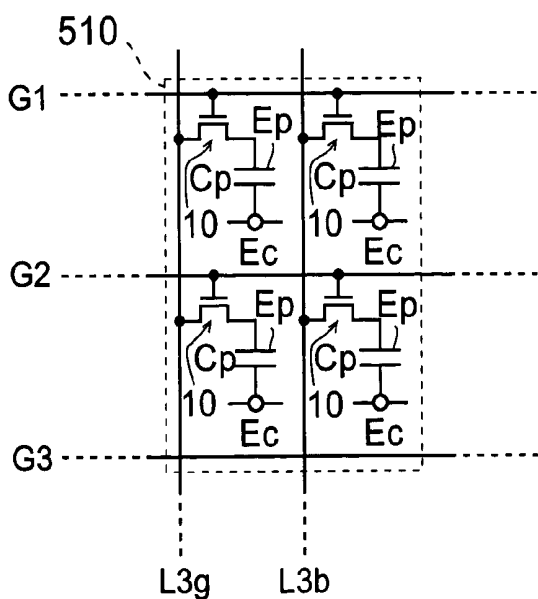 510
G1
Ep Ep
Cp Cp
10 10
Ec Ec
G2
Ep Ep
Cp Cp
10 10
Ec Ec
G3
L3g L3b